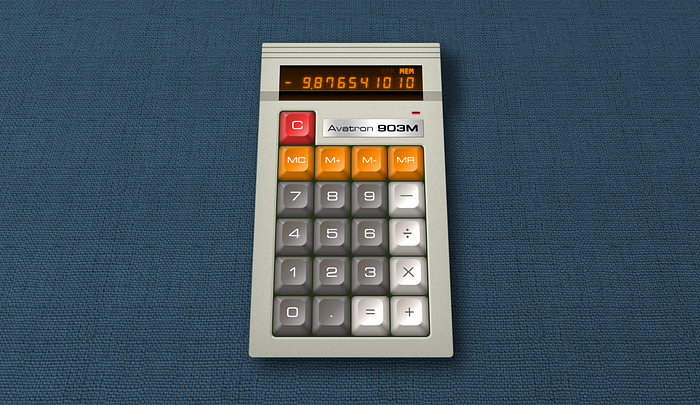 MEM
- 9.876541010
C
Avatron 903M
MC M+ M- MR
7 8 9 −
4 5 6 ÷
1 2 3 ×
0 . = +